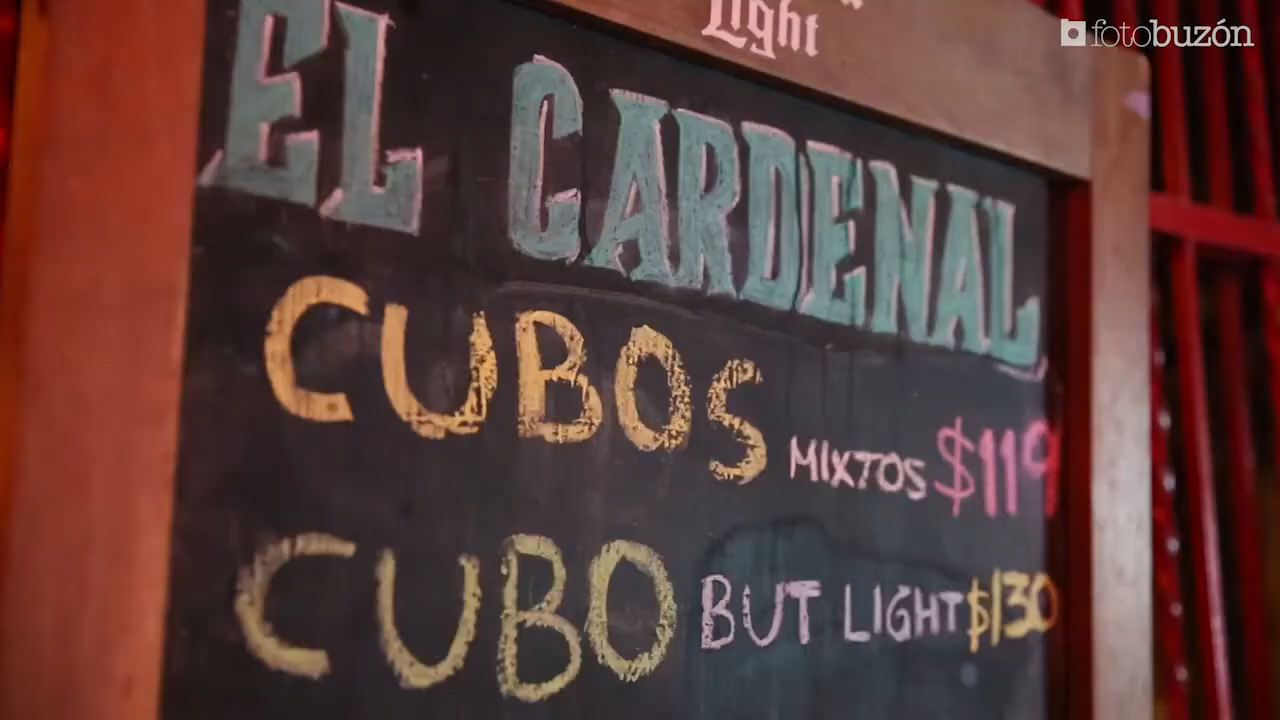 Light
fotobuzón
EL CARDENAL
CUBOS MIXTOS $119
CUBO BUT LIGHT $130